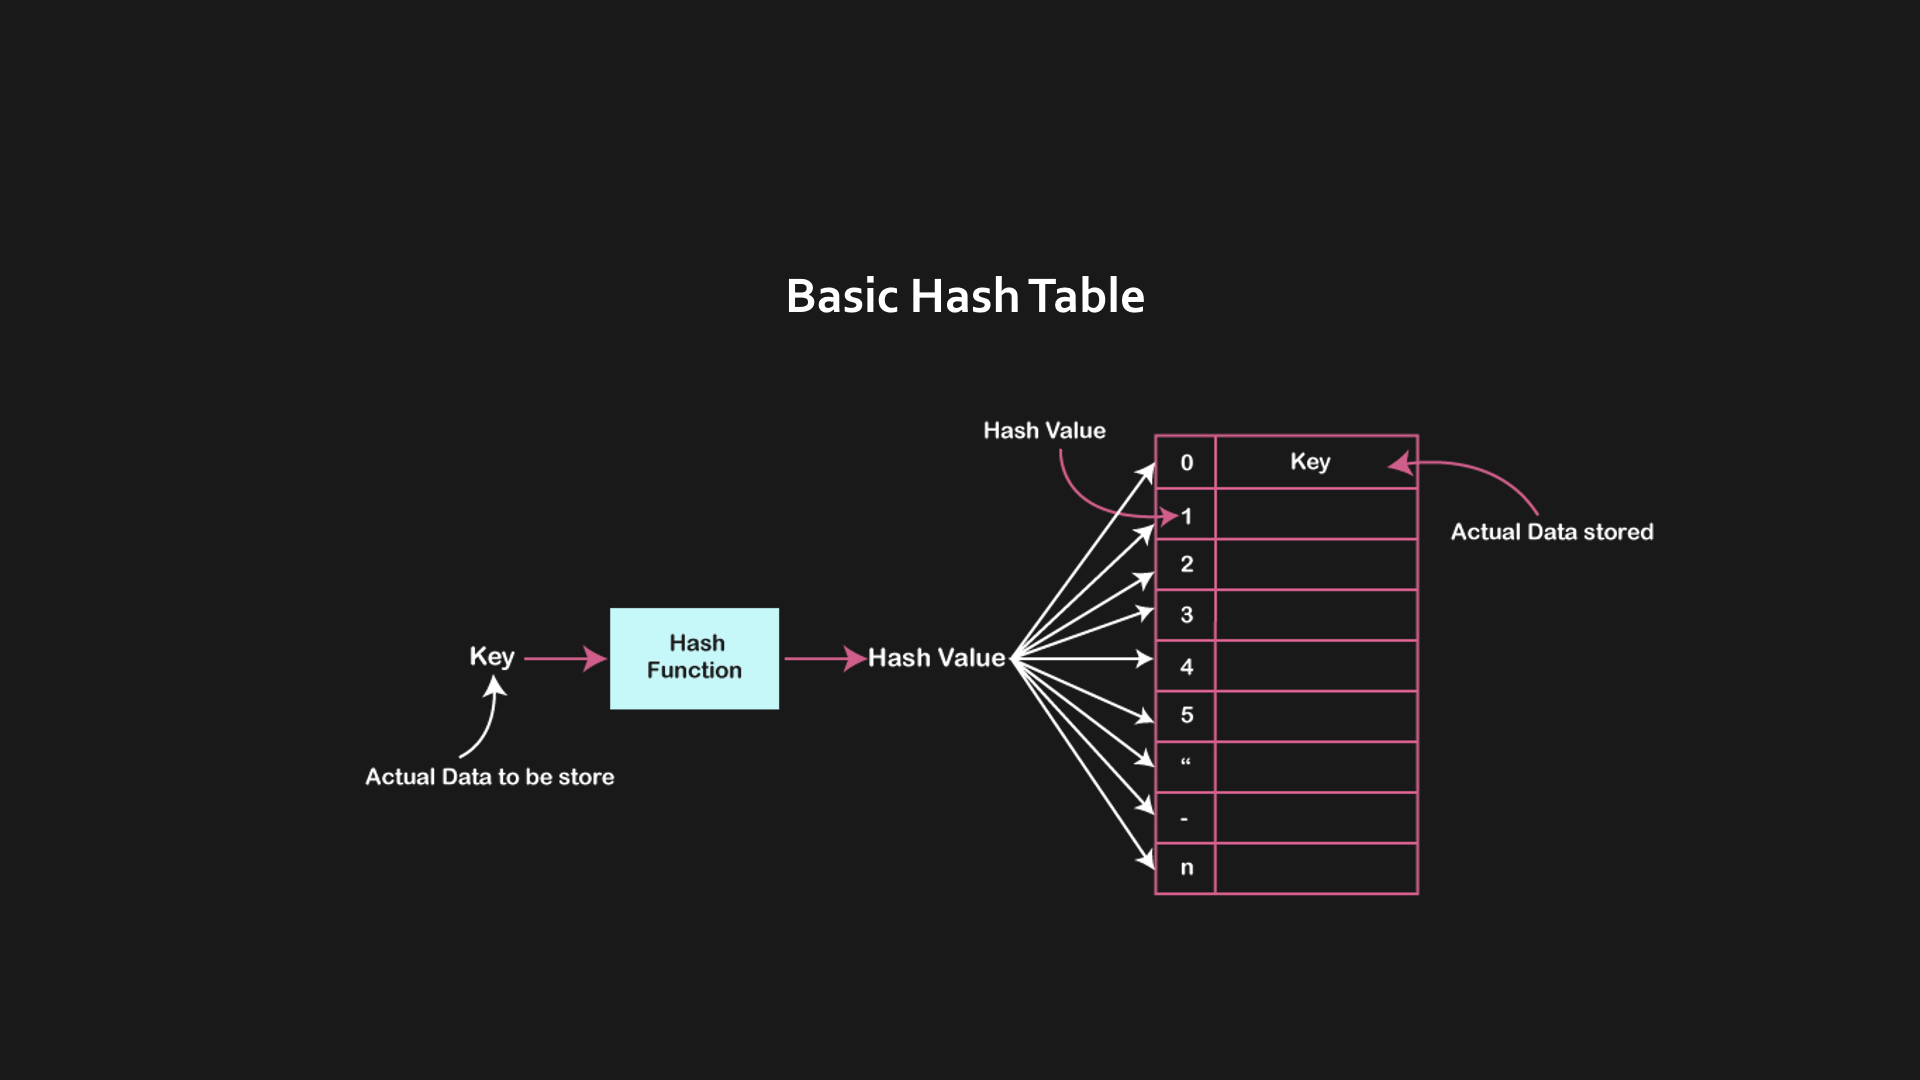 Basic Hash Table
Hash Value
0
Key
1
Actual Data stored
2
3
Hash
Function
Key
Hash Value
4
5
“
Actual Data to be store
-
n